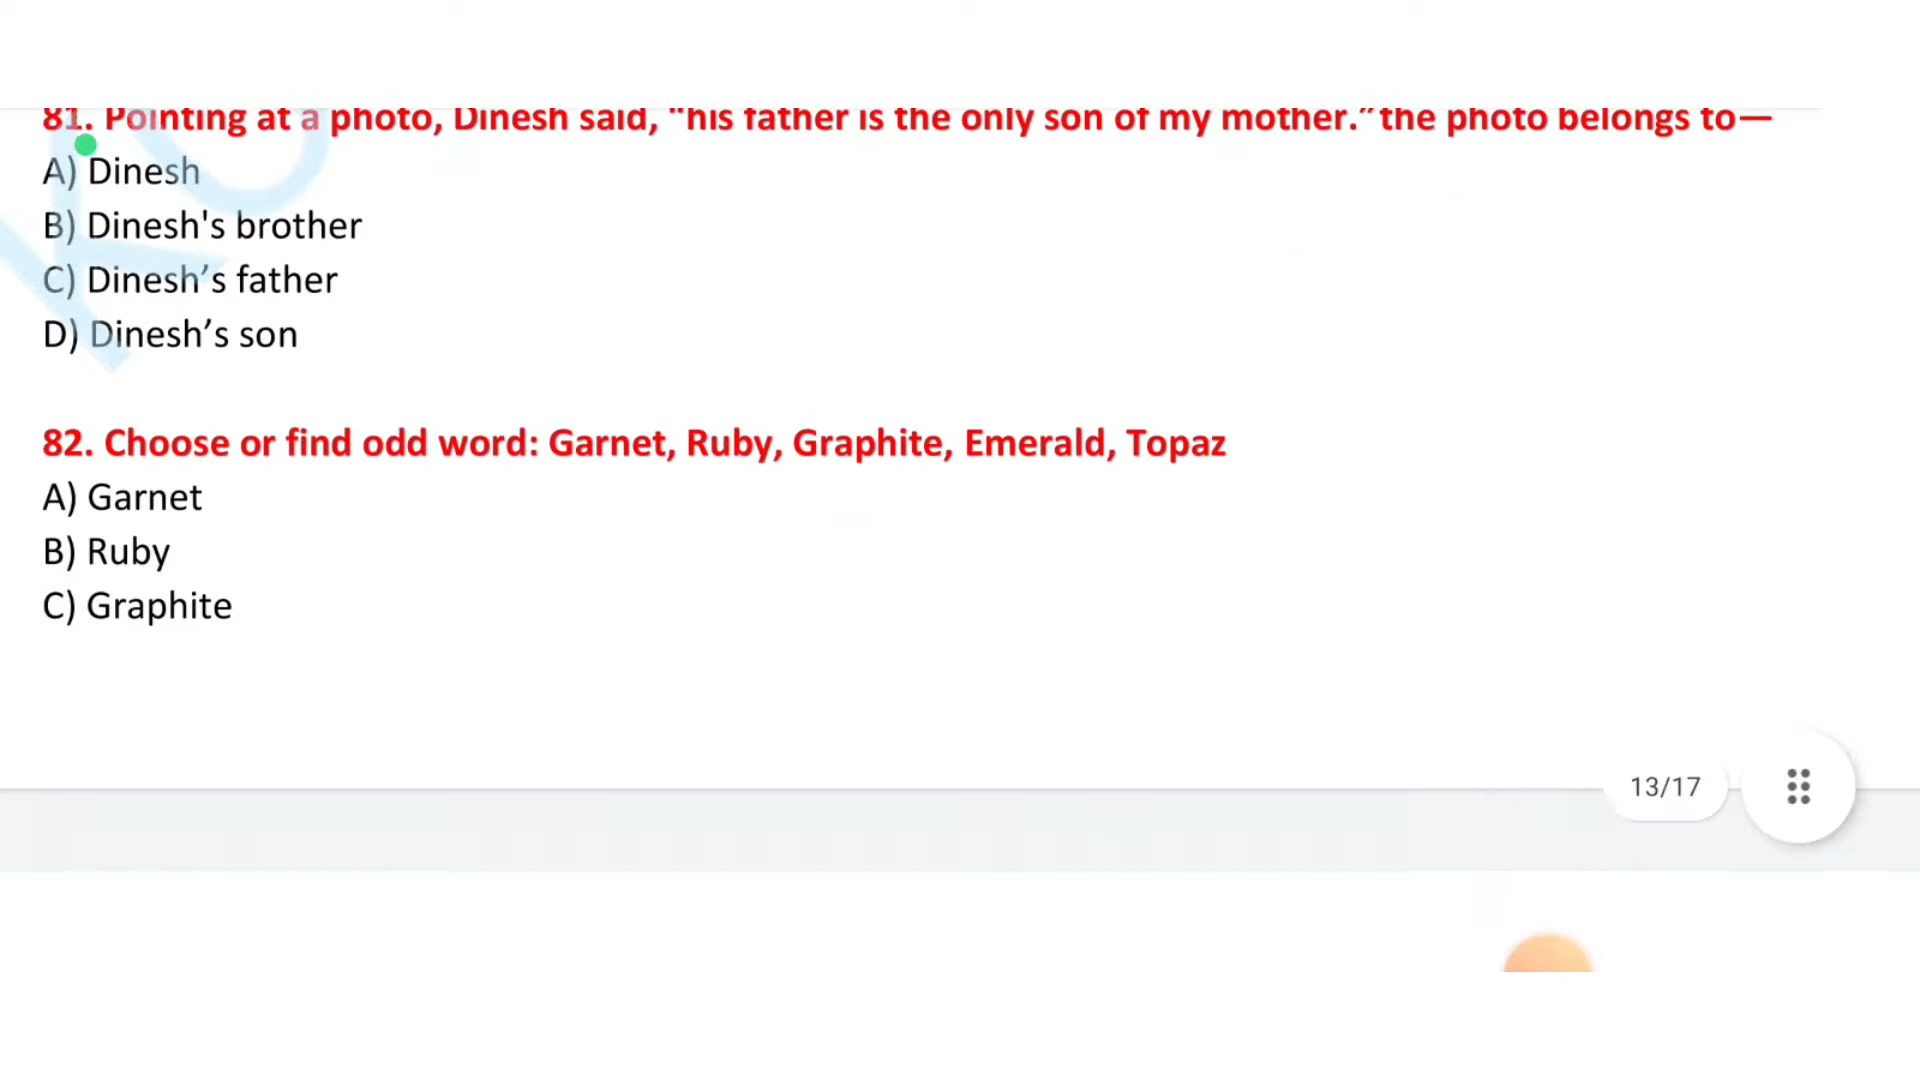 81. Pointing at a photo, Dinesh said, "his father is the only son of my mother.” the photo belongs to—
A) Dinesh
B) Dinesh's brother
C) Dinesh’s father
D) Dinesh’s son
82. Choose or find odd word: Garnet, Ruby, Graphite, Emerald, Topaz
A) Garnet
B) Ruby
C) Graphite
13/17